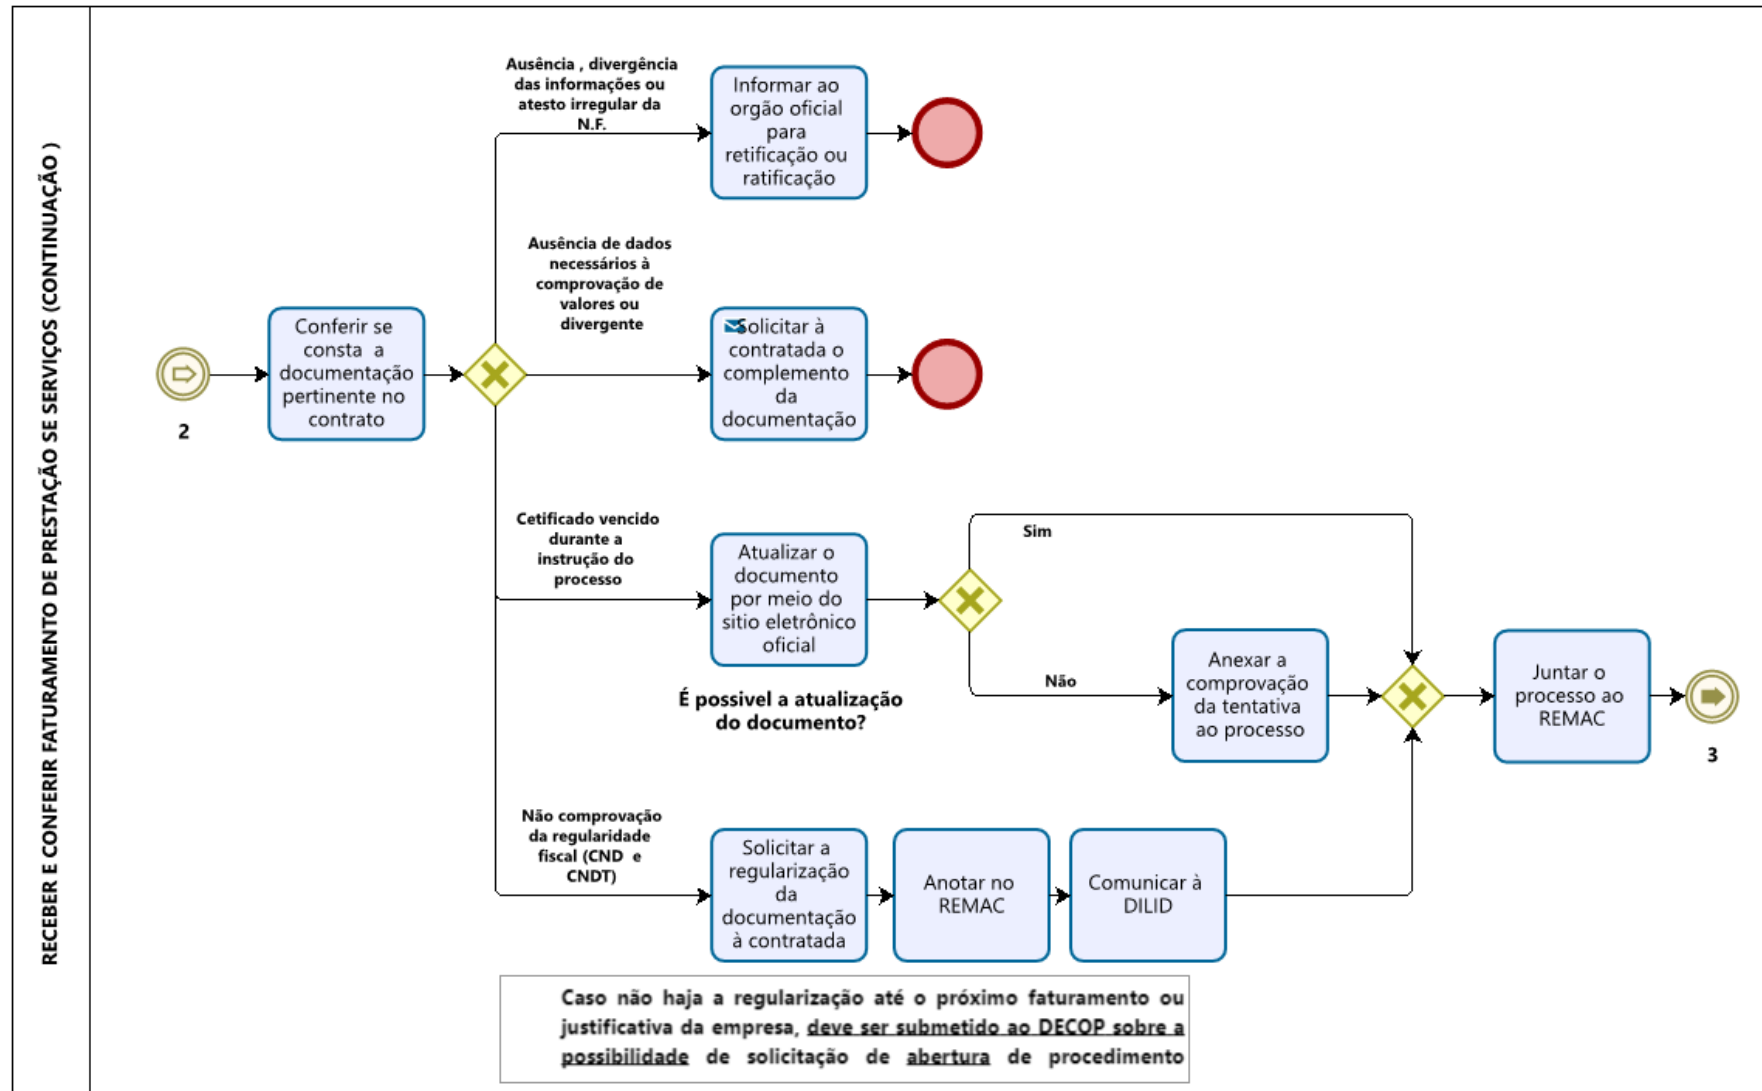 RECEBER E CONFERIR FATURAMENTO DE PRESTAÇÃO SE SERVIÇOS (CONTINUAÇÃO )
2
Conferir se
consta a
documentação
pertinente no
contrato
Ausência , divergência
das informações ou
atesto irregular da
N.F.
Informar ao
orgão oficial
para
retificação ou
ratificação
Ausência de dados
necessários à
comprovação de
valores ou
divergente
Solicitar à
contratada o
complemento
da
documentação
Cetificado vencido
durante a
instrução do
processo
Atualizar o
documento
por meio do
sitio eletrônico
oficial
É possivel a atualização
do documento?
Sim
Não
Anexar a
comprovação
da tentativa
ao processo
Juntar o
processo ao
REMAC
3
Não comprovação
da regularidade
fiscal (CND e
CNDT)
Solicitar a
regularização
da
documentação
à contratada
Anotar no
REMAC
Comunicar à
DILID
Caso não haja a regularização até o próximo faturamento ou
justificativa da empresa, deve ser submetido ao DECOP sobre a
possibilidade de solicitação de abertura de procedimento